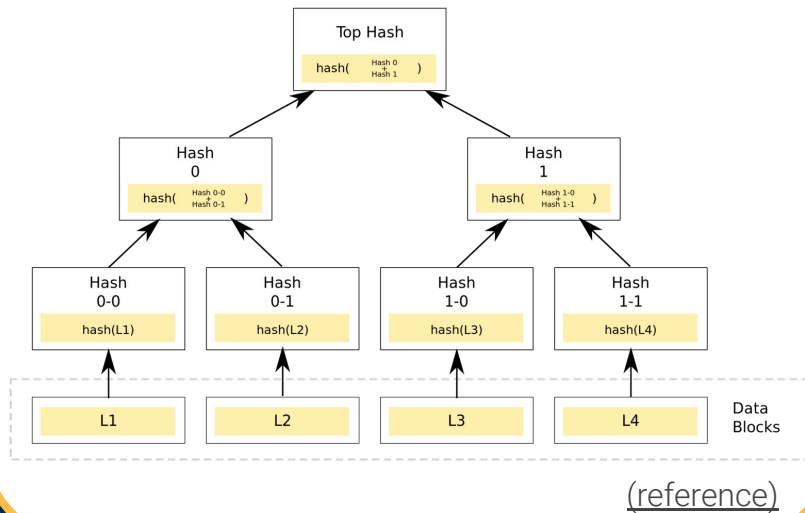 Top Hash
hash( Hash 0 + Hash 1 )
Hash
0
hash( Hash 0-0 + Hash 0-1 )
Hash
1
hash( Hash 1-0 + Hash 1-1 )
Hash
0-0
hash(L1)
Hash
0-1
hash(L2)
Hash
1-0
hash(L3)
Hash
1-1
hash(L4)
L1
L2
L3
L4
Data
Blocks
(reference)